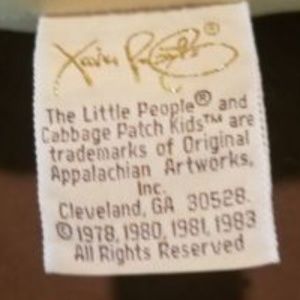 Xavier Roberts ®
The Little People® and
Cabbage Patch Kids™ are
trademarks of Original
Appalachian Artworks,
Inc.
Cleveland, GA 30528.
©1978, 1980, 1981, 1983
All Rights Reserved